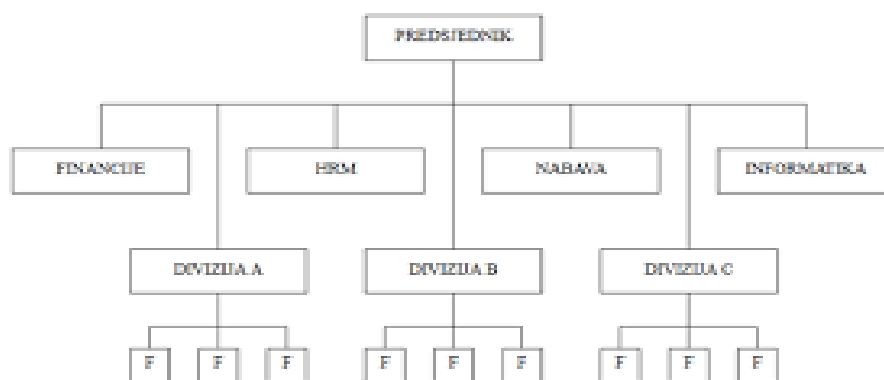 PREDSJEDNIK
FINANCIJE HRM NABAVA INFORMATIKA
DIVIZIJA A DIVIZIJA B DIVIZIJA C
F F F F F F F F F